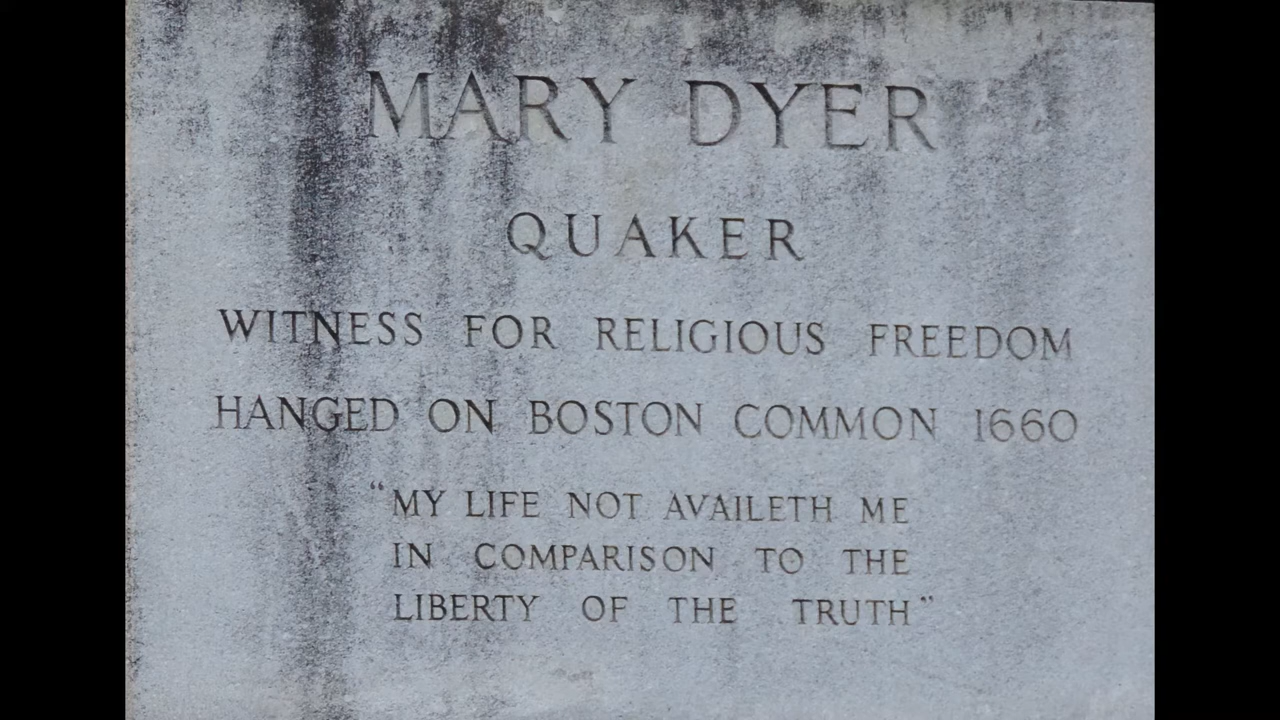 MARY DYER
QUAKER
WITNESS FOR RELIGIOUS FREEDOM
HANGED ON BOSTON COMMON 1660
“MY LIFE NOT AVAILETH ME
IN COMPARISON TO THE
LIBERTY OF THE TRUTH”